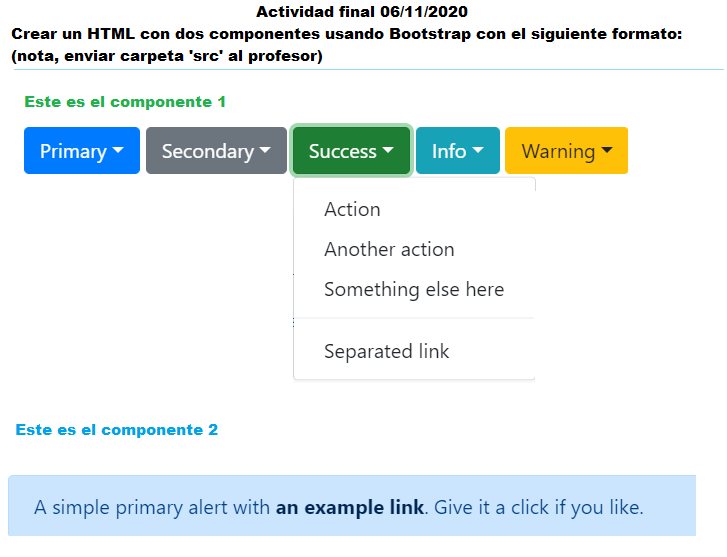 Actividad final 06/11/2020
Crear un HTML con dos componentes usando Bootstrap con el siguiente formato:
(nota, enviar carpeta 'src' al profesor)
Este es el componente 1
Primary Secondary Success Info Warning
Action
Another action
Something else here
Separated link
Este es el componente 2
A simple primary alert with an example link. Give it a click if you like.